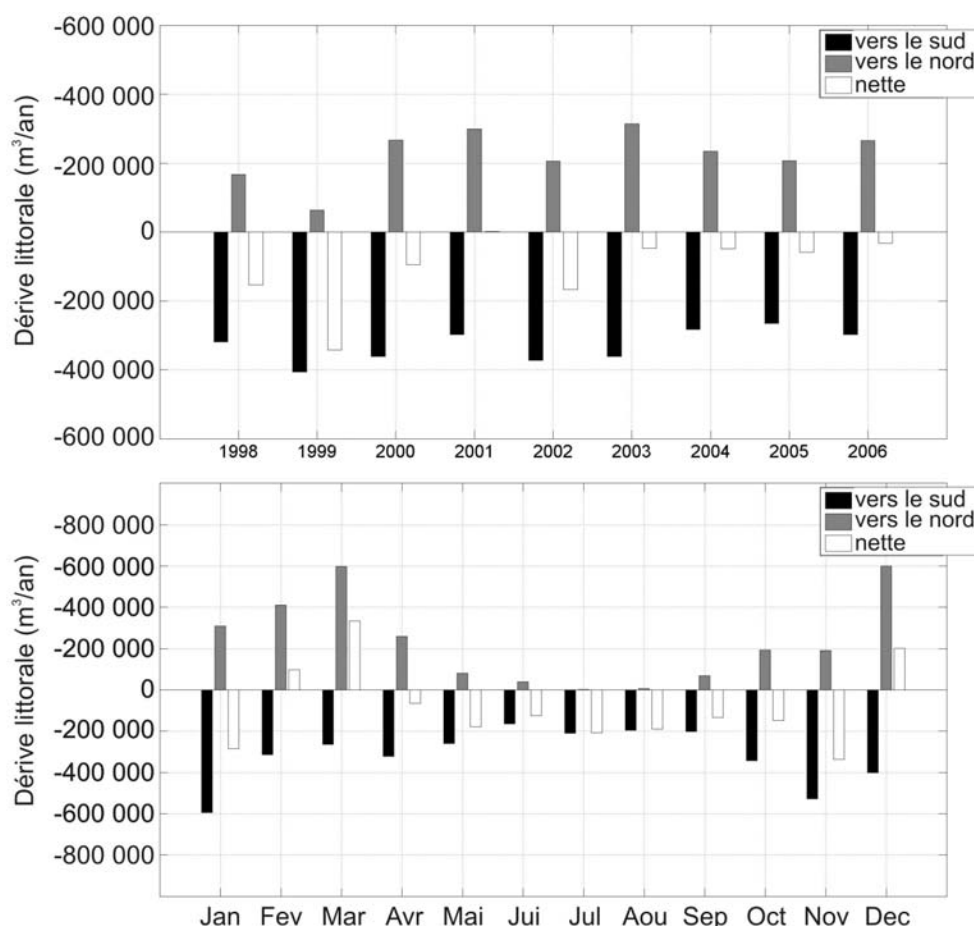 -600 000
-400 000
-200 000
0
-200 000
-400 000
-600 000
Dérive littorale (m³/an)
vers le sud
vers le nord
nette
1998 1999 2000 2001 2002 2003 2004 2005 2006
-800 000
-600 000
-400 000
-200 000
0
-200 000
-400 000
-600 000
-800 000
Dérive littorale (m³/an)
vers le sud
vers le nord
nette
Jan Fev Mar Avr Mai Jui Jul Aou Sep Oct Nov Dec